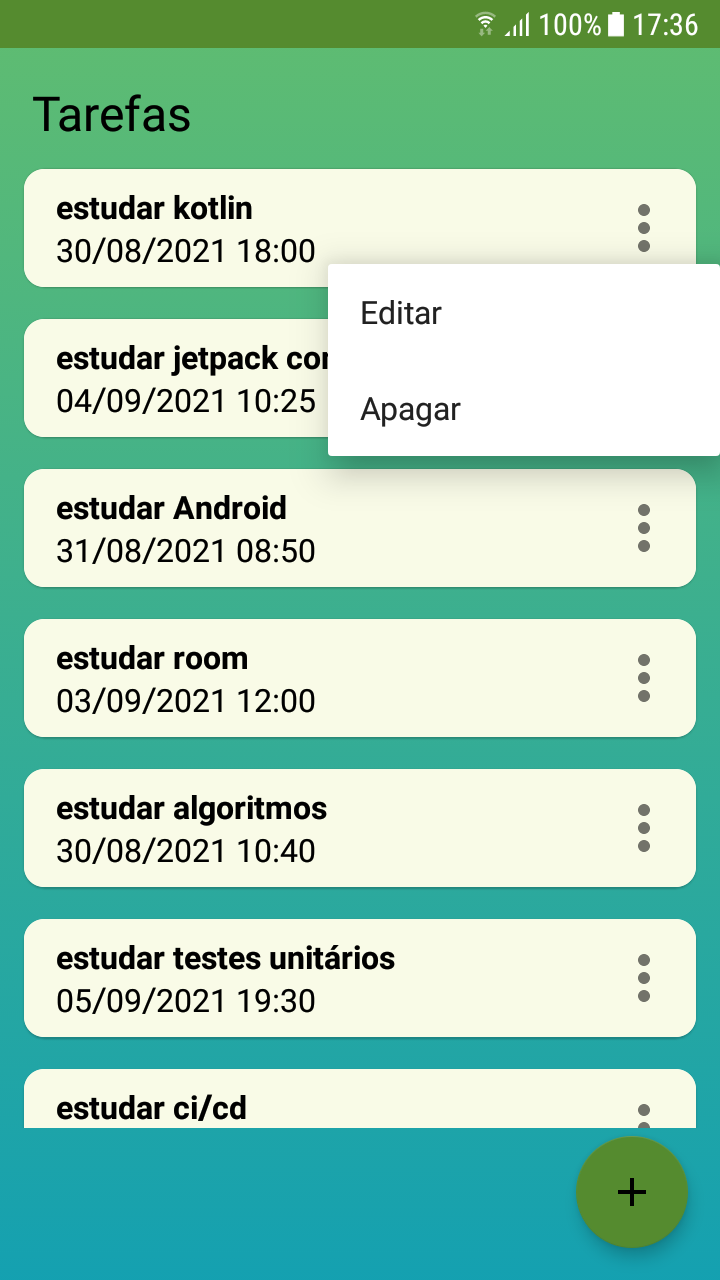 100% 17:36
Tarefas
estudar kotlin
30/08/2021 18:00
Editar
estudar jetpack
04/09/2021 10:25
Apagar
estudar Android
31/08/2021 08:50
estudar room
03/09/2021 12:00
estudar algoritmos
30/08/2021 10:40
estudar testes unitários
05/09/2021 19:30
estudar ci/cd